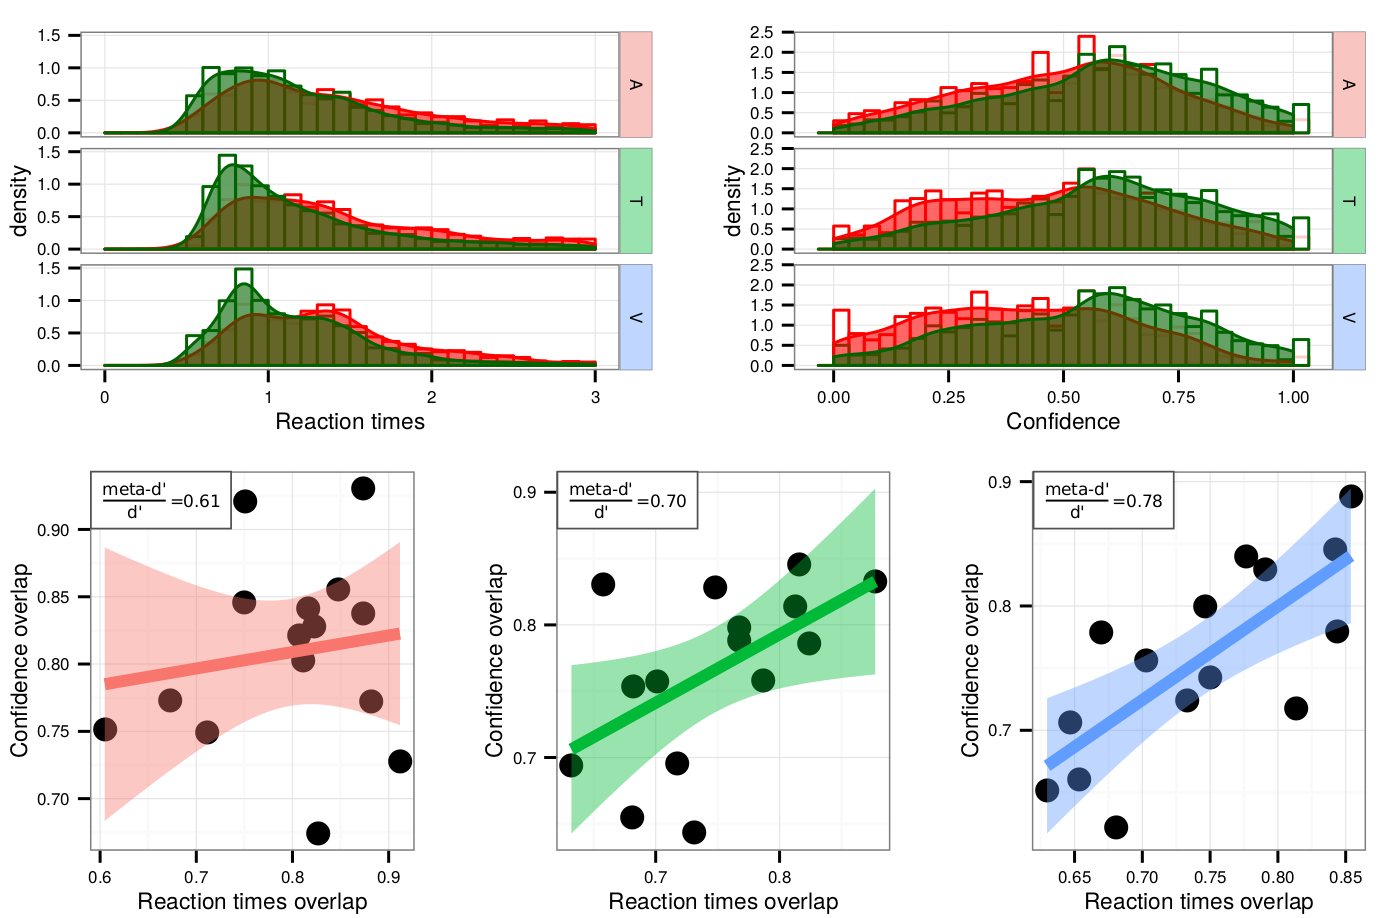 density
1.5
1.0
0.5
0.0
A
1.5
1.0
0.5
0.0
T
1.5
1.0
0.5
0.0
V
0 1 2 3
Reaction times
density
2.5
2.0
1.5
1.0
0.5
0.0
A
2.5
2.0
1.5
1.0
0.5
0.0
T
2.5
2.0
1.5
1.0
0.5
0.0
V
0.00 0.25 0.50 0.75 1.00
Confidence
meta-d'
d'
=0.61
Confidence overlap
0.90
0.85
0.80
0.75
0.70
0.6 0.7 0.8 0.9
Reaction times overlap
meta-d'
d'
=0.70
Confidence overlap
0.9
0.8
0.7
0.7 0.8
Reaction times overlap
meta-d'
d'
=0.78
Confidence overlap
0.9
0.8
0.7
0.65 0.70 0.75 0.80 0.85
Reaction times overlap